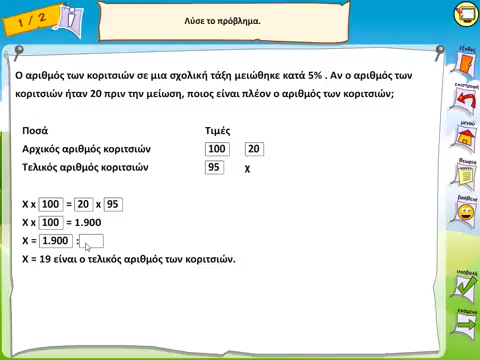 1 / 2
Λύσε το πρόβλημα.
Ο αριθμός των κοριτσιών σε μια σχολική τάξη μειώθηκε κατά 5% . Αν ο αριθμός των
κοριτσιών ήταν 20 πριν την μείωση, ποιος είναι πλέον ο αριθμός των κοριτσιών;
Ποσά Τιμές
Αρχικός αριθμός κοριτσιών 100 20
Τελικός αριθμός κοριτσιών 95 χ
Χ x 100 = 20 x 95
Χ x 100 = 1.900
Χ = 1.900 :
Χ = 19 είναι ο τελικός αριθμός των κοριτσιών.
έξοδος
επιστροφή
μενού
θεωρία
βοήθεια
υποβολή
επόμενο